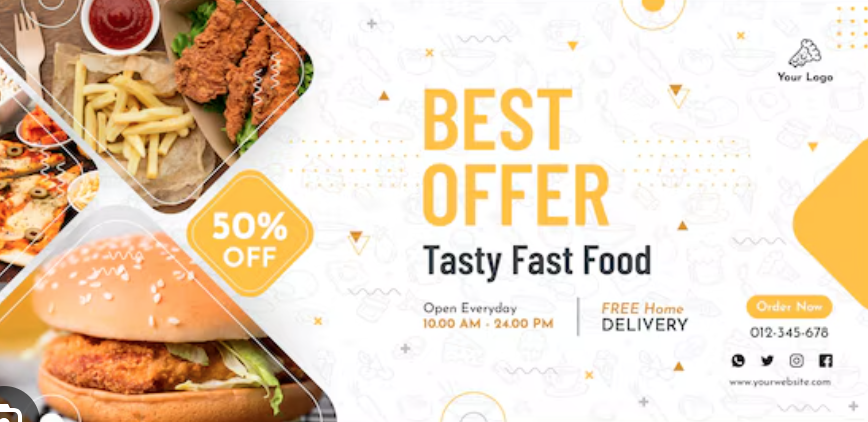 Your Logo
BEST
OFFER
50%
OFF
Tasty Fast Food
Open Everyday
10.00 AM - 24.00 PM
FREE Home
DELIVERY
Order Now
012-345-678
www.yourwebsite.com